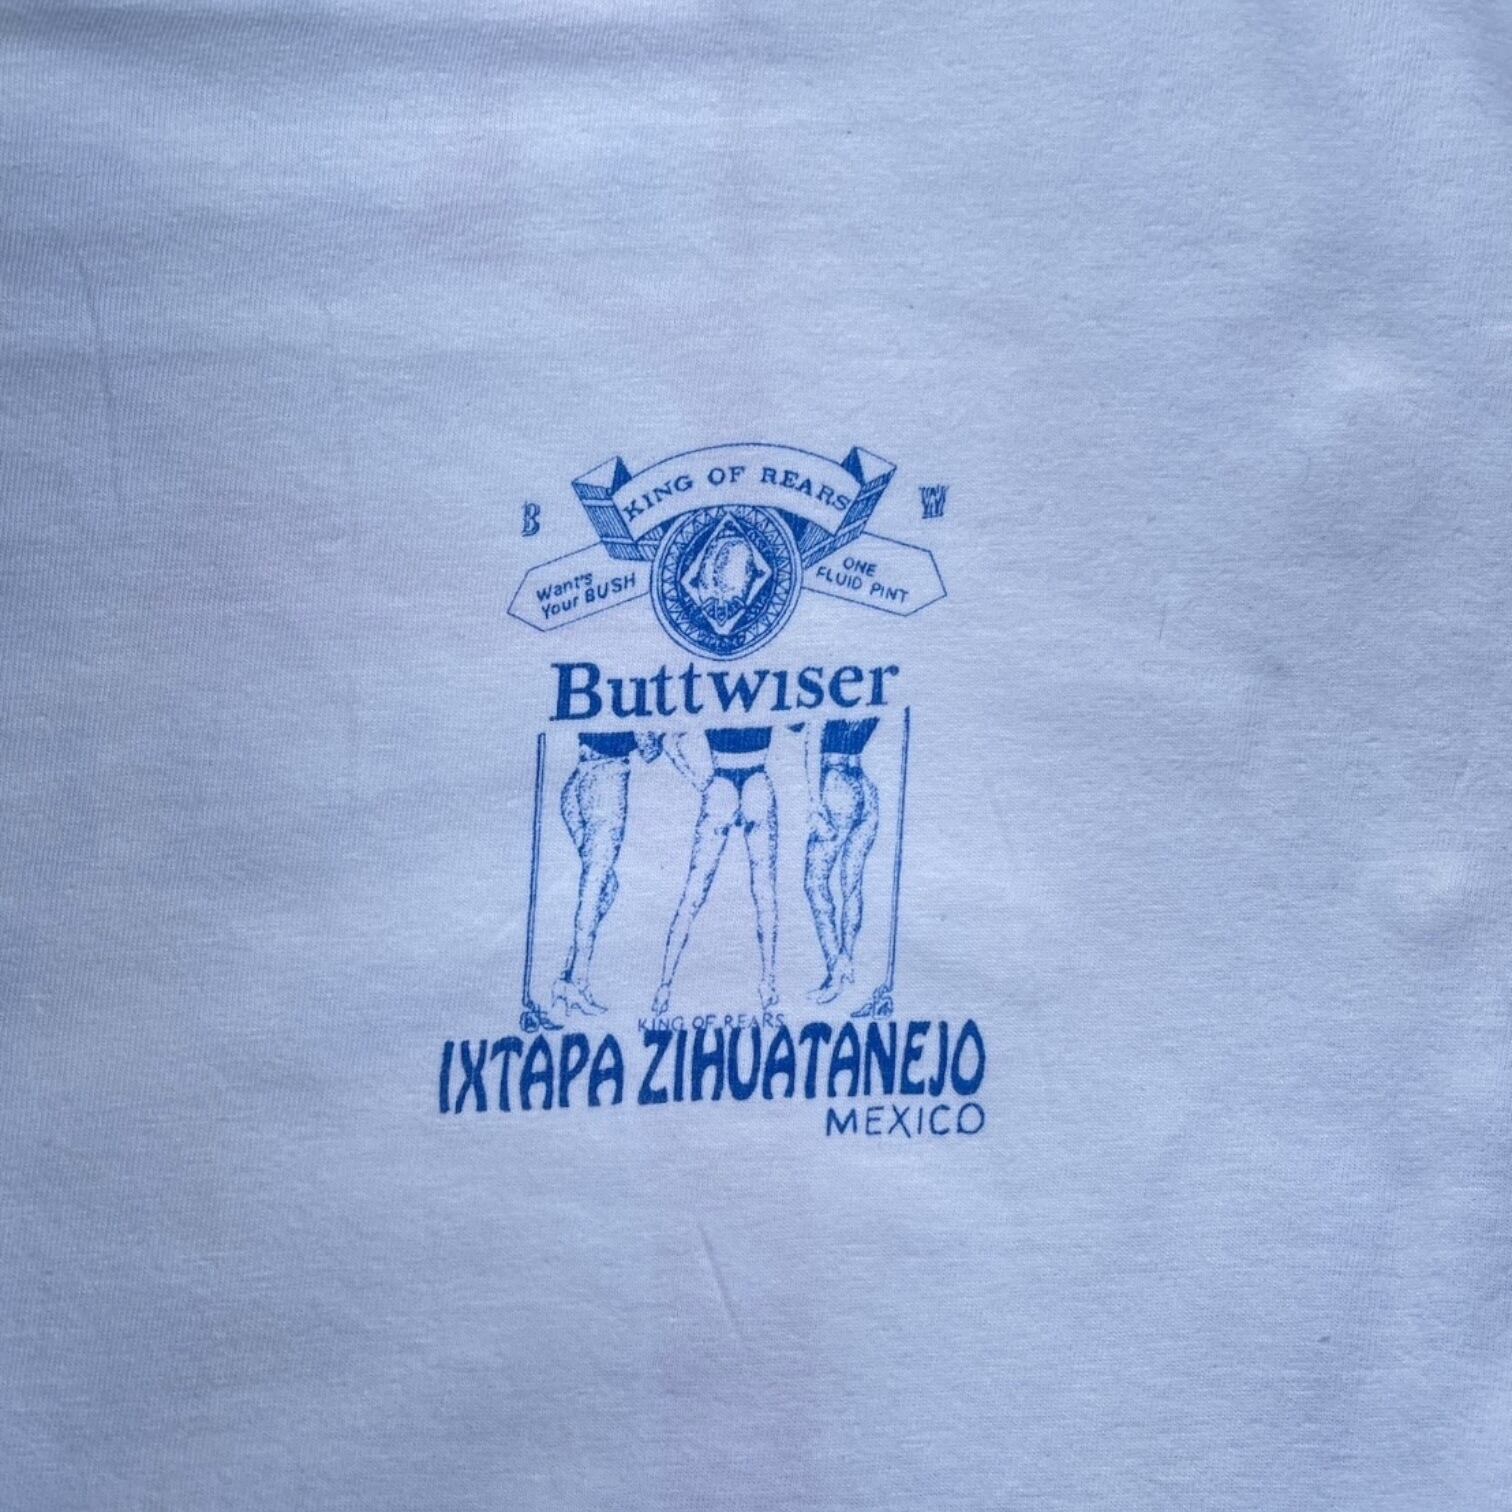 KING OF REARS
B
W
Want's
Your BUSH
ONE
FLUID PINT
Buttwiser
KING OF REARS
IXTAPA ZIHUATANEJO
MEXICO